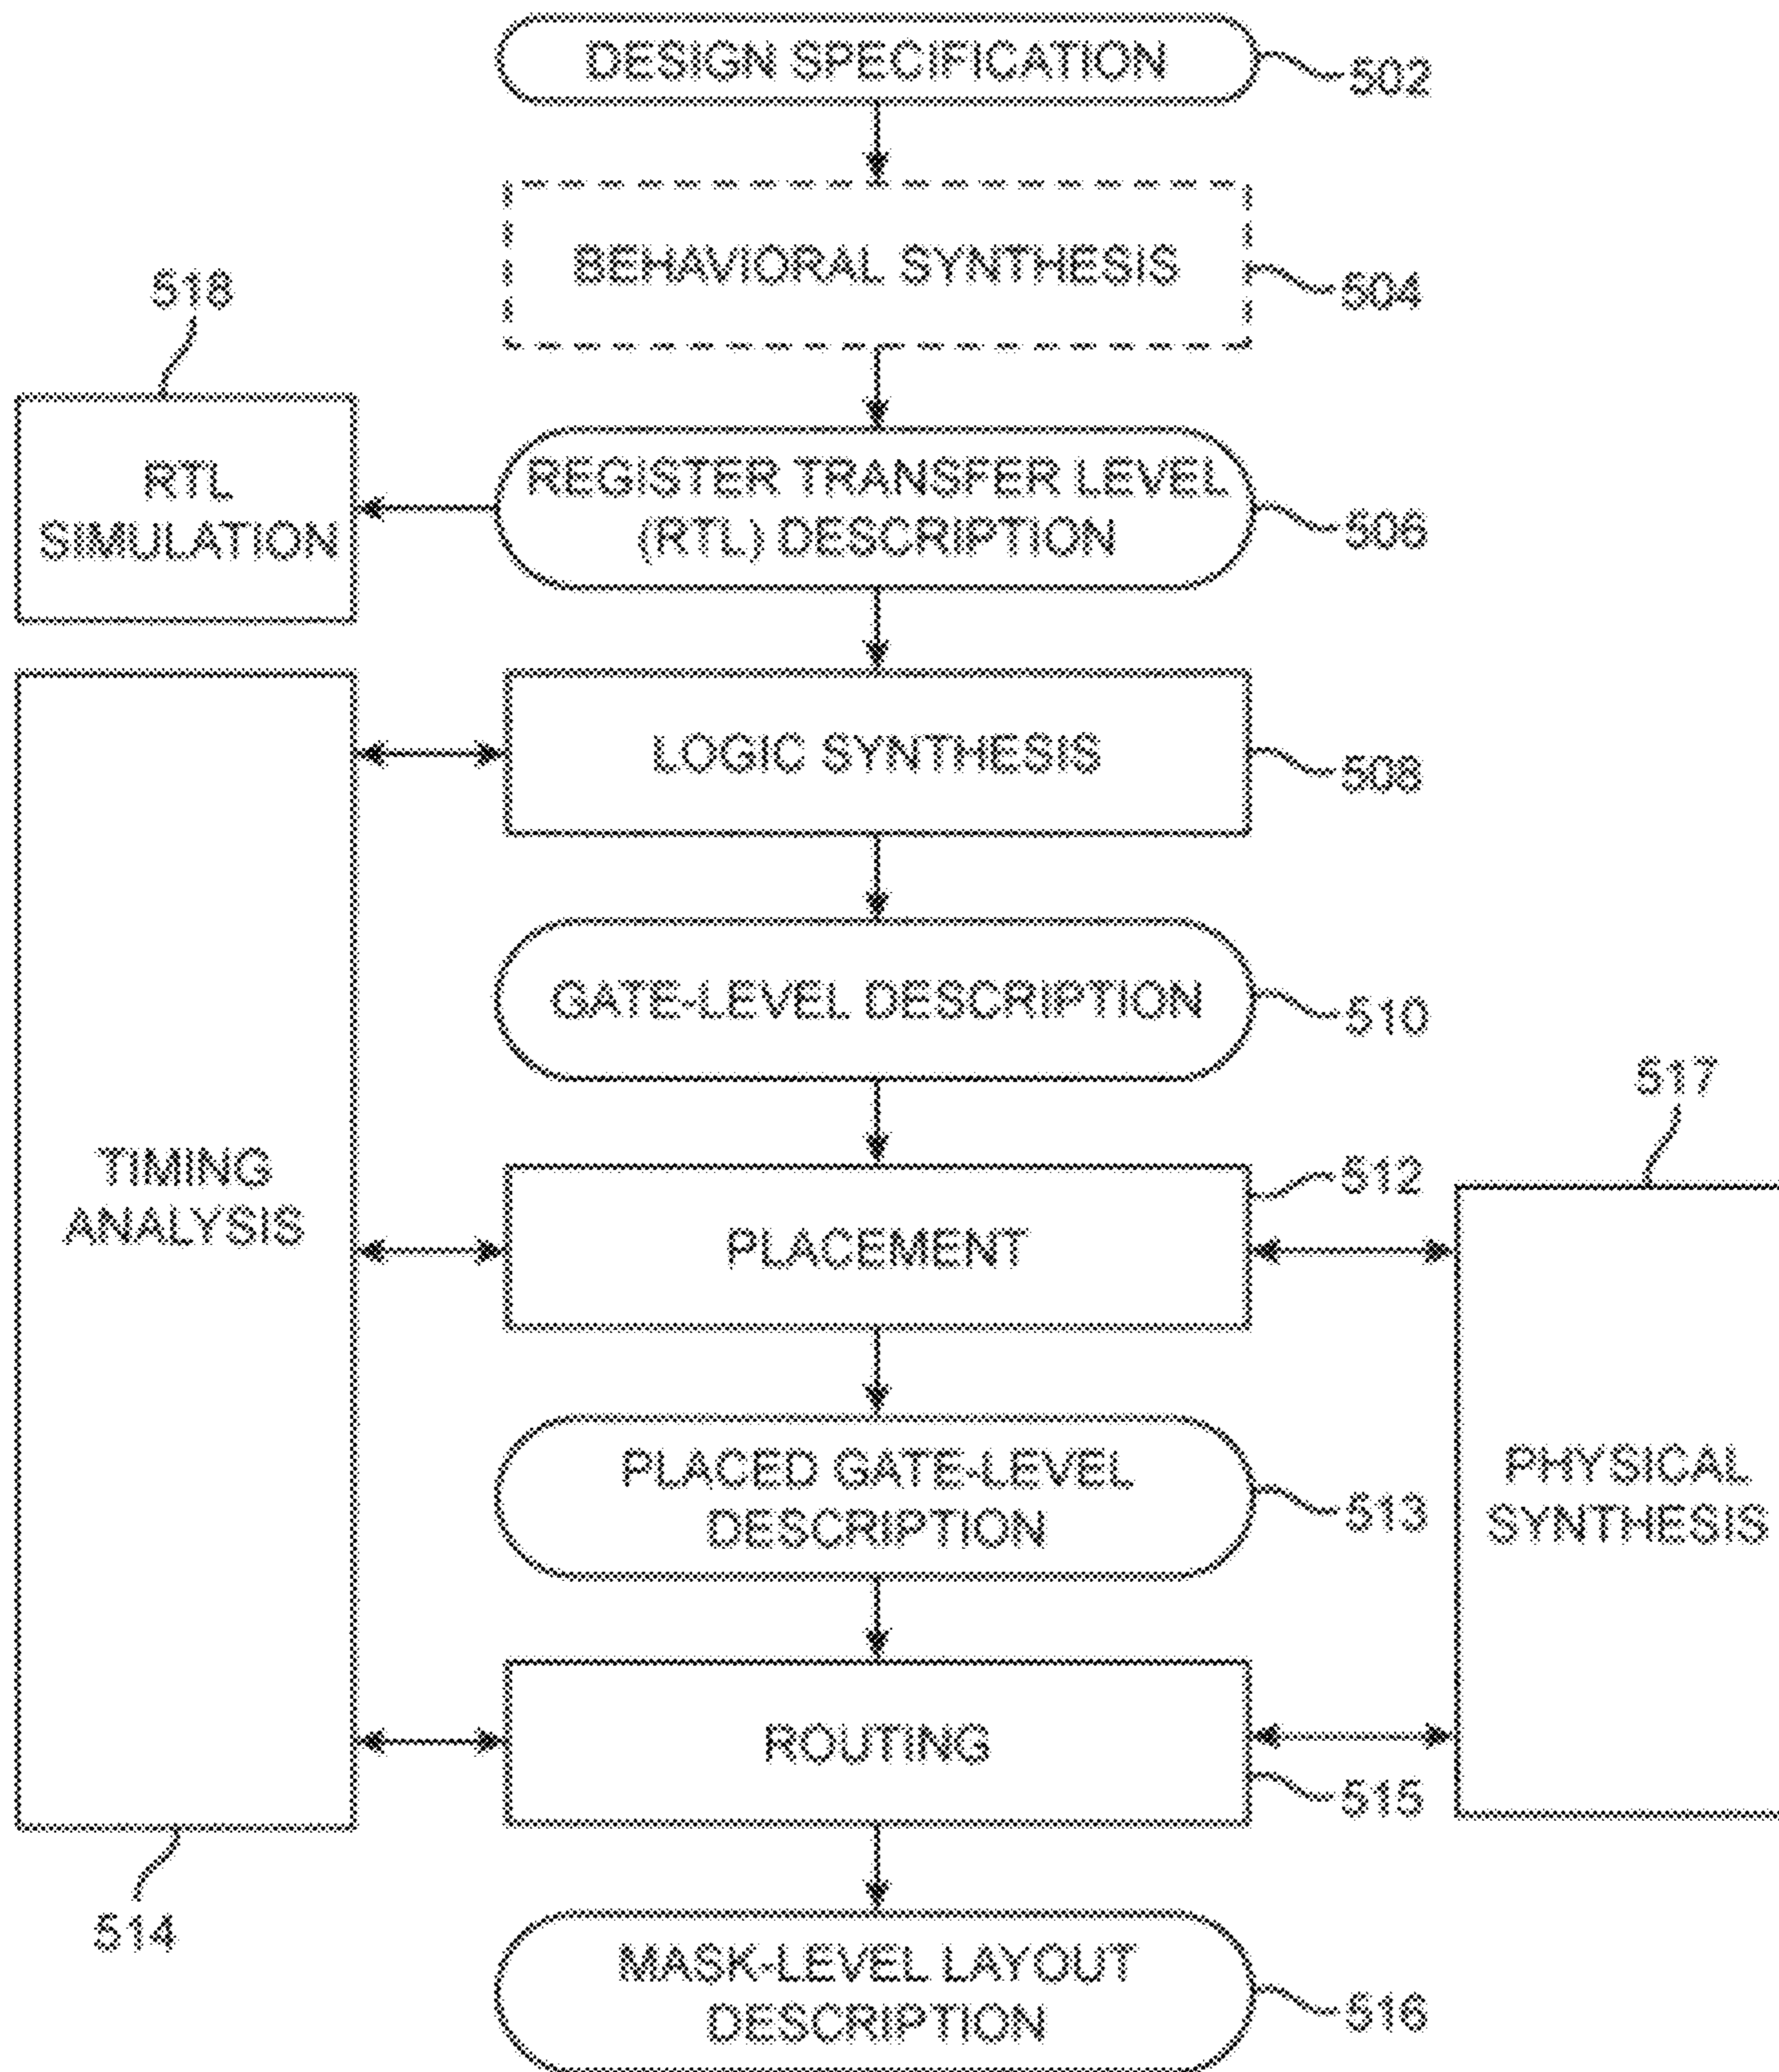 DESIGN SPECIFICATION
502
BEHAVIORAL SYNTHESIS
504
518
RTL
SIMULATION
REGISTER TRANSFER LEVEL
(RTL) DESCRIPTION
506
LOGIC SYNTHESIS
508
GATE-LEVEL DESCRIPTION
510
517
TIMING
ANALYSIS
512
PLACEMENT
PLACED GATE-LEVEL
DESCRIPTION
513
PHYSICAL
SYNTHESIS
ROUTING
515
514
MASK-LEVEL LAYOUT
DESCRIPTION
516